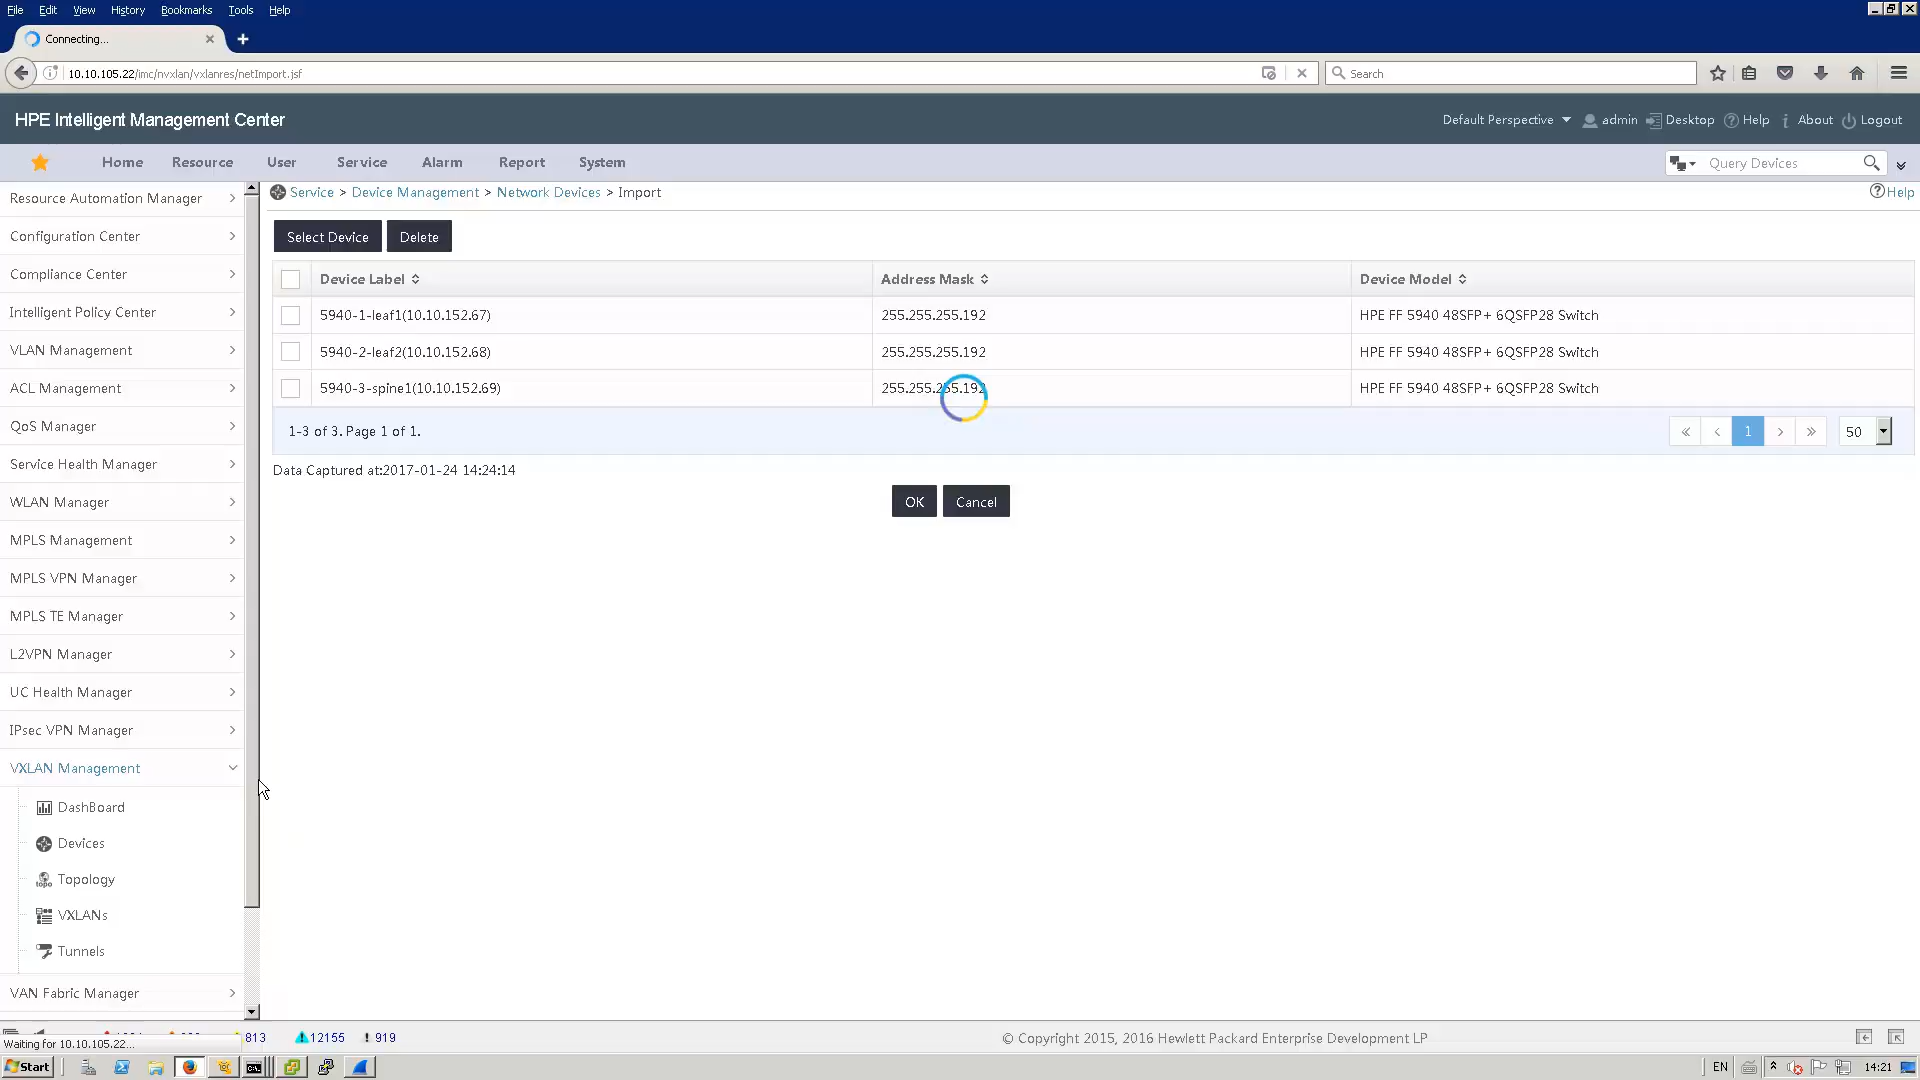 File Edit View History Bookmarks Tools Help
Connecting...
10.10.105.22/imc/nvxlan/vxlanres/netImport.jsf
Search
HPE Intelligent Management Center
Default Perspective admin Desktop Help About Logout
Home Resource User Service Alarm Report System
Query Devices
Resource Automation Manager
Configuration Center
Compliance Center
Intelligent Policy Center
VLAN Management
ACL Management
QoS Manager
Service Health Manager
WLAN Manager
MPLS Management
MPLS VPN Manager
MPLS TE Manager
L2VPN Manager
UC Health Manager
IPsec VPN Manager
VXLAN Management
DashBoard
Devices
Topology
VXLANs
Tunnels
VAN Fabric Manager
Service > Device Management > Network Devices > Import
Help
Select Device Delete
Device Label Address Mask Device Model
5940-1-leaf1(10.10.152.67) 255.255.255.192 HPE FF 5940 48SFP+ 6QSFP28 Switch
5940-2-leaf2(10.10.152.68) 255.255.255.192 HPE FF 5940 48SFP+ 6QSFP28 Switch
5940-3-spine1(10.10.152.69) 255.255.255.192 HPE FF 5940 48SFP+ 6QSFP28 Switch
1-3 of 3. Page 1 of 1.
« < 1 > » 50
Data Captured at:2017-01-24 14:24:14
OK Cancel
813 12155 919
© Copyright 2015, 2016 Hewlett Packard Enterprise Development LP
Waiting for 10.10.105.22...
Start
EN 14:21